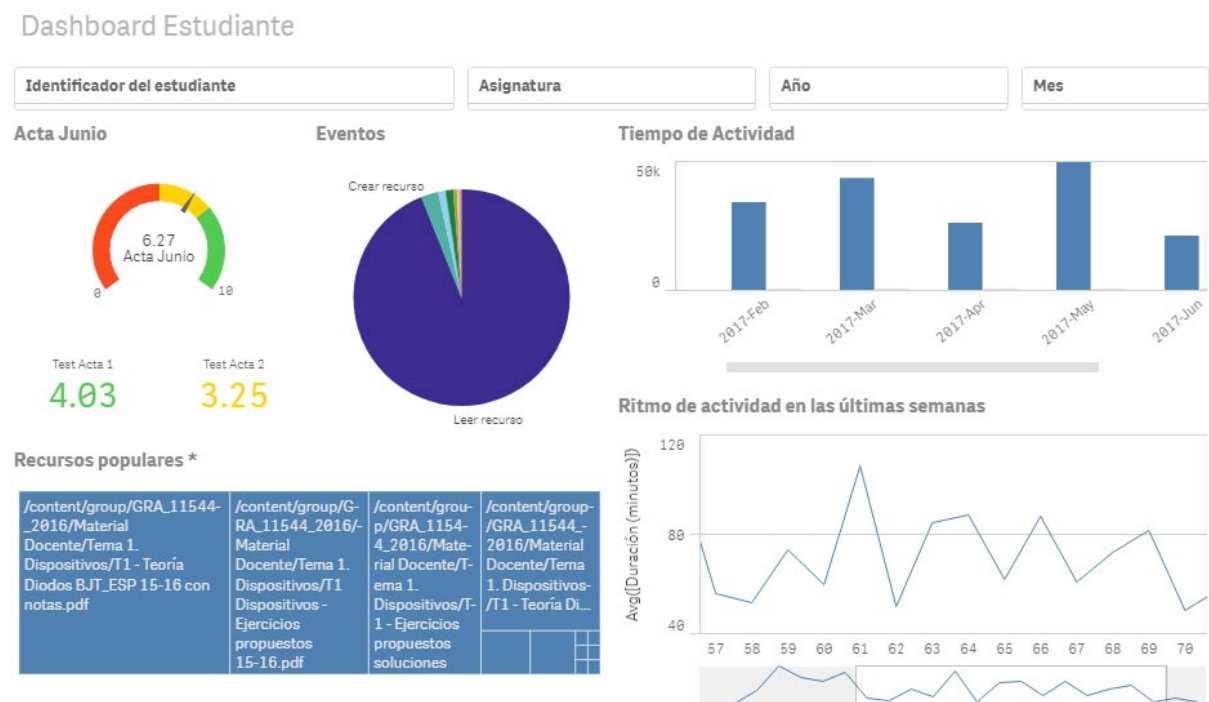 Dashboard Estudiante
Identificador del estudiante
Asignatura
Año
Mes
Acta Junio
6.27
Acta Junio
0
10
Test Acta 1
4.03
Test Acta 2
3.25
Eventos
Crear recurso
Leer recurso
Tiempo de Actividad
50k
0
2017-Feb
2017-Mar
2017-Apr
2017-May
2017-Jun
Recursos populares *
/content/group/GRA_11544-
_2016/Material
Docente/Tema 1.
Dispositivos/T1 - Teoría
Diodos BJT_ESP 15-16 con
notas.pdf
/content/group/G-
RA_11544_2016/-
Material
Docente/Tema 1.
Dispositivos/T1
Dispositivos -
Ejercicios
propuestos
15-16.pdf
/content/grou-
p/GRA_1154-
4_2016/Mate-
rial Docente/T-
ema 1.
Dispositivos/T-
1 - Ejercicios
propuestos
soluciones
/content/group-
/GRA_11544_-
2016/Material
Docente/Tema
1. Dispositivos-
/T1 - Teoría Di...
Ritmo de actividad en las últimas semanas
Avg([Duración (minutos)])
120
80
40
57 58 59 60 61 62 63 64 65 66 67 68 69 70